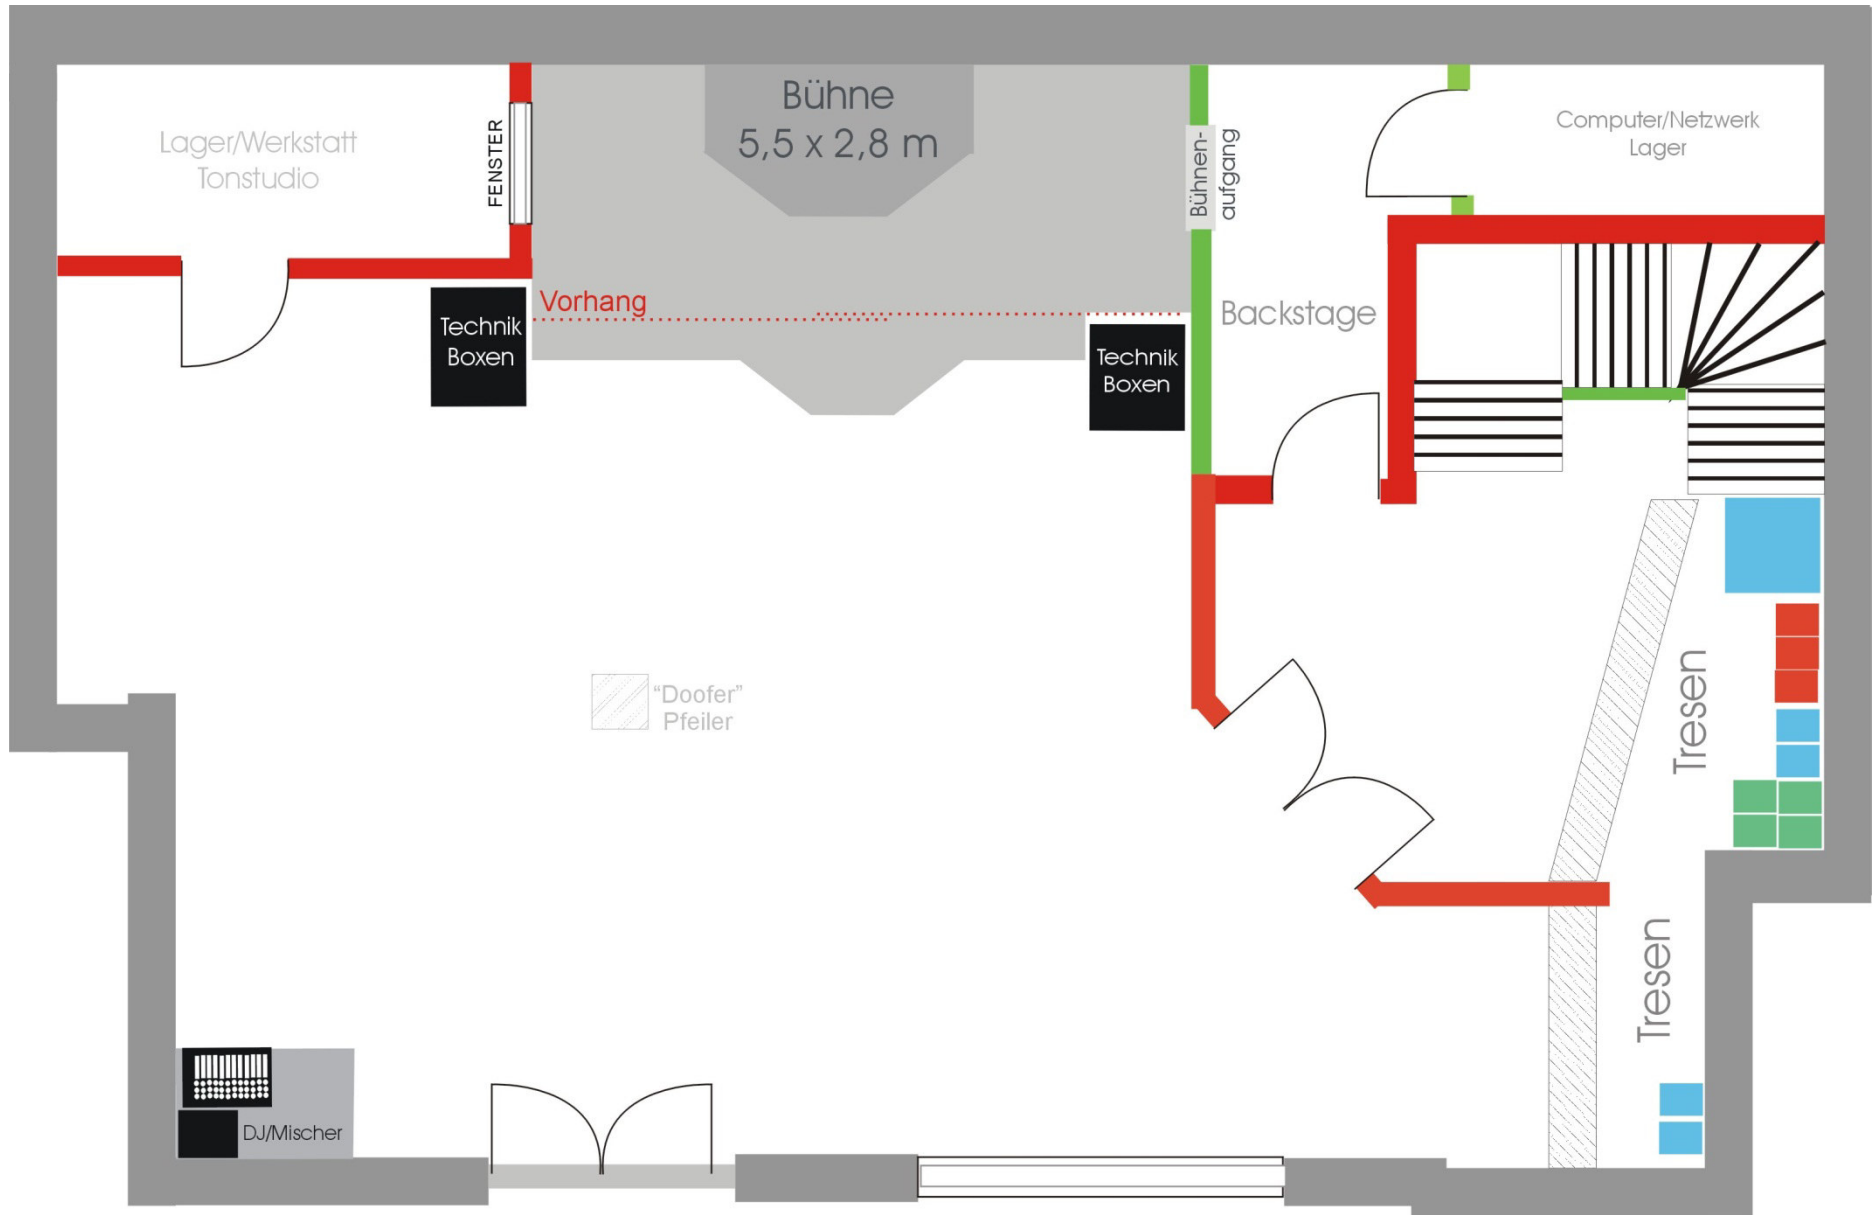 Lager/Werkstatt
Tonstudio
FENSTER
Bühne
5,5 x 2,8 m
Bühnen-
aufgang
Computer/Netzwerk
Lager
Vorhang
Technik
Boxen
Backstage
Technik
Boxen
"Doofer"
Pfeiler
Tresen
Tresen
DJ/Mischer